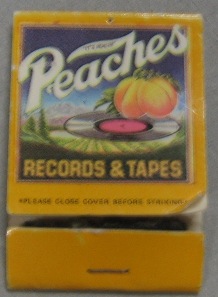 Peaches
RECORDS & TAPES
PLEASE CLOSE COVER BEFORE STRIKING